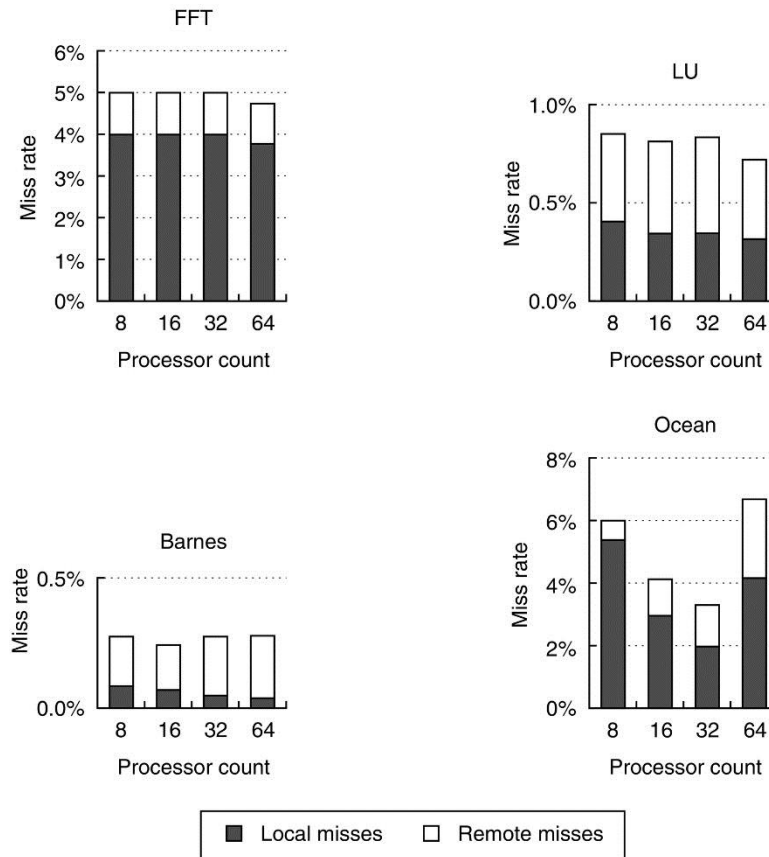 FFT
6%
5%
4%
3%
2%
1%
0%
Miss rate
8 16 32 64
Processor count
LU
1.0%
0.5%
0.0%
Miss rate
8 16 32 64
Processor count
Barnes
0.5%
0.0%
Miss rate
8 16 32 64
Processor count
Ocean
8%
6%
4%
2%
0%
Miss rate
8 16 32 64
Processor count
Local misses Remote misses